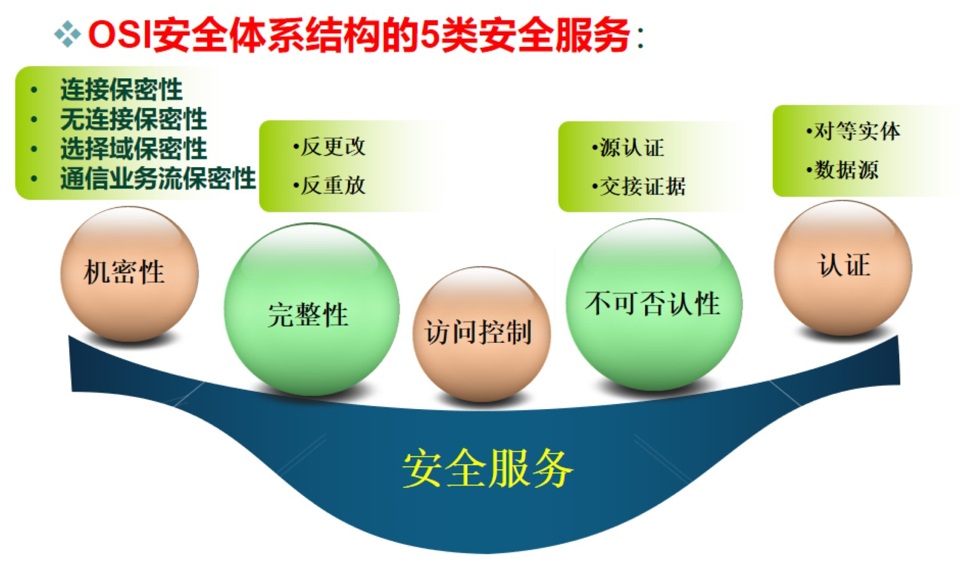 ❖OSI安全体系结构的5类安全服务：
• 连接保密性
• 无连接保密性
• 选择域保密性
• 通信业务流保密性
•反更改
•反重放
•源认证
•交接证据
•对等实体
•数据源
机密性
完整性
访问控制
不可否认性
认证
安全服务